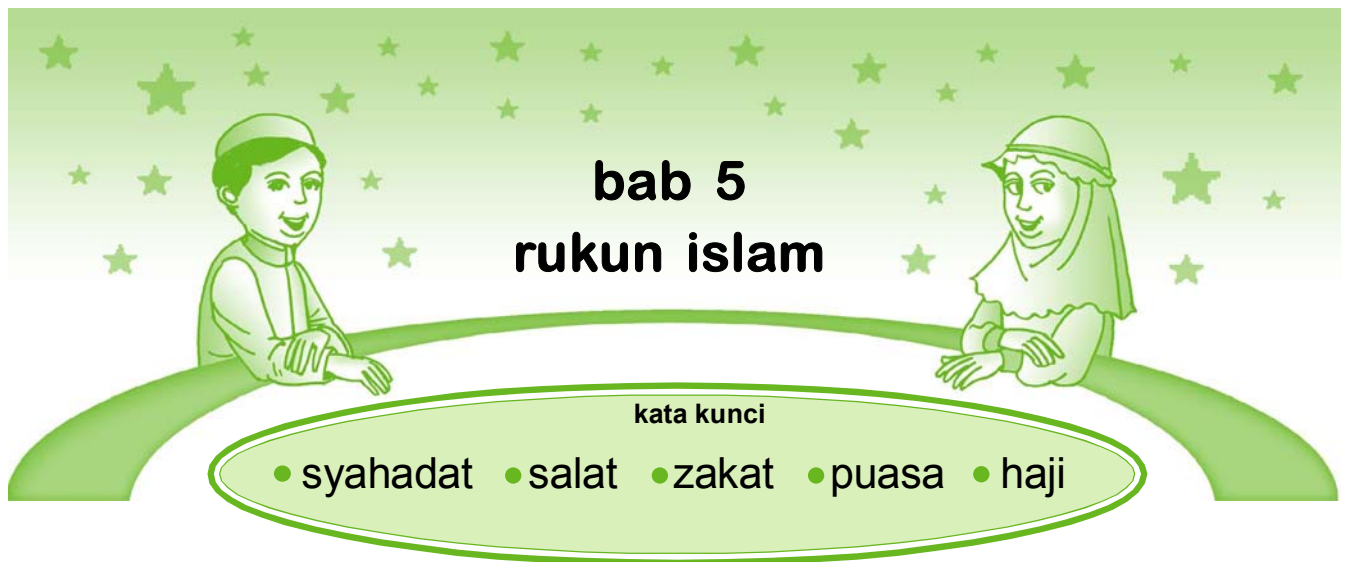 bab 5
rukun islam
kata kunci
• syahadat • salat • zakat • puasa • haji